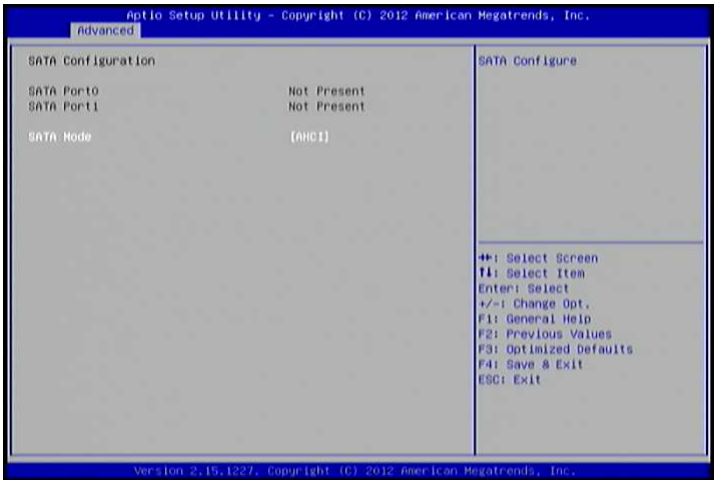 Aptio Setup Utility - Copyright (C) 2012 American Megatrends, Inc.
Advanced
SATA Configuration
SATA Port0 Not Present
SATA Port1 Not Present
SATA Mode [AHCI]
SATA Configure
→←: Select Screen
↑↓: Select Item
Enter: Select
+/-: Change Opt.
F1: General Help
F2: Previous Values
F3: Optimized Defaults
F4: Save & Exit
ESC: Exit
Version 2.15.1227. Copyright (C) 2012 American Megatrends, Inc.